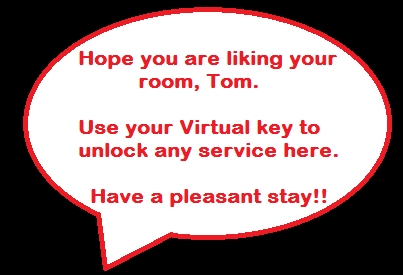 Hope you are liking your
room, Tom.
Use your Virtual key to
unlock any service here.
Have a pleasant stay!!